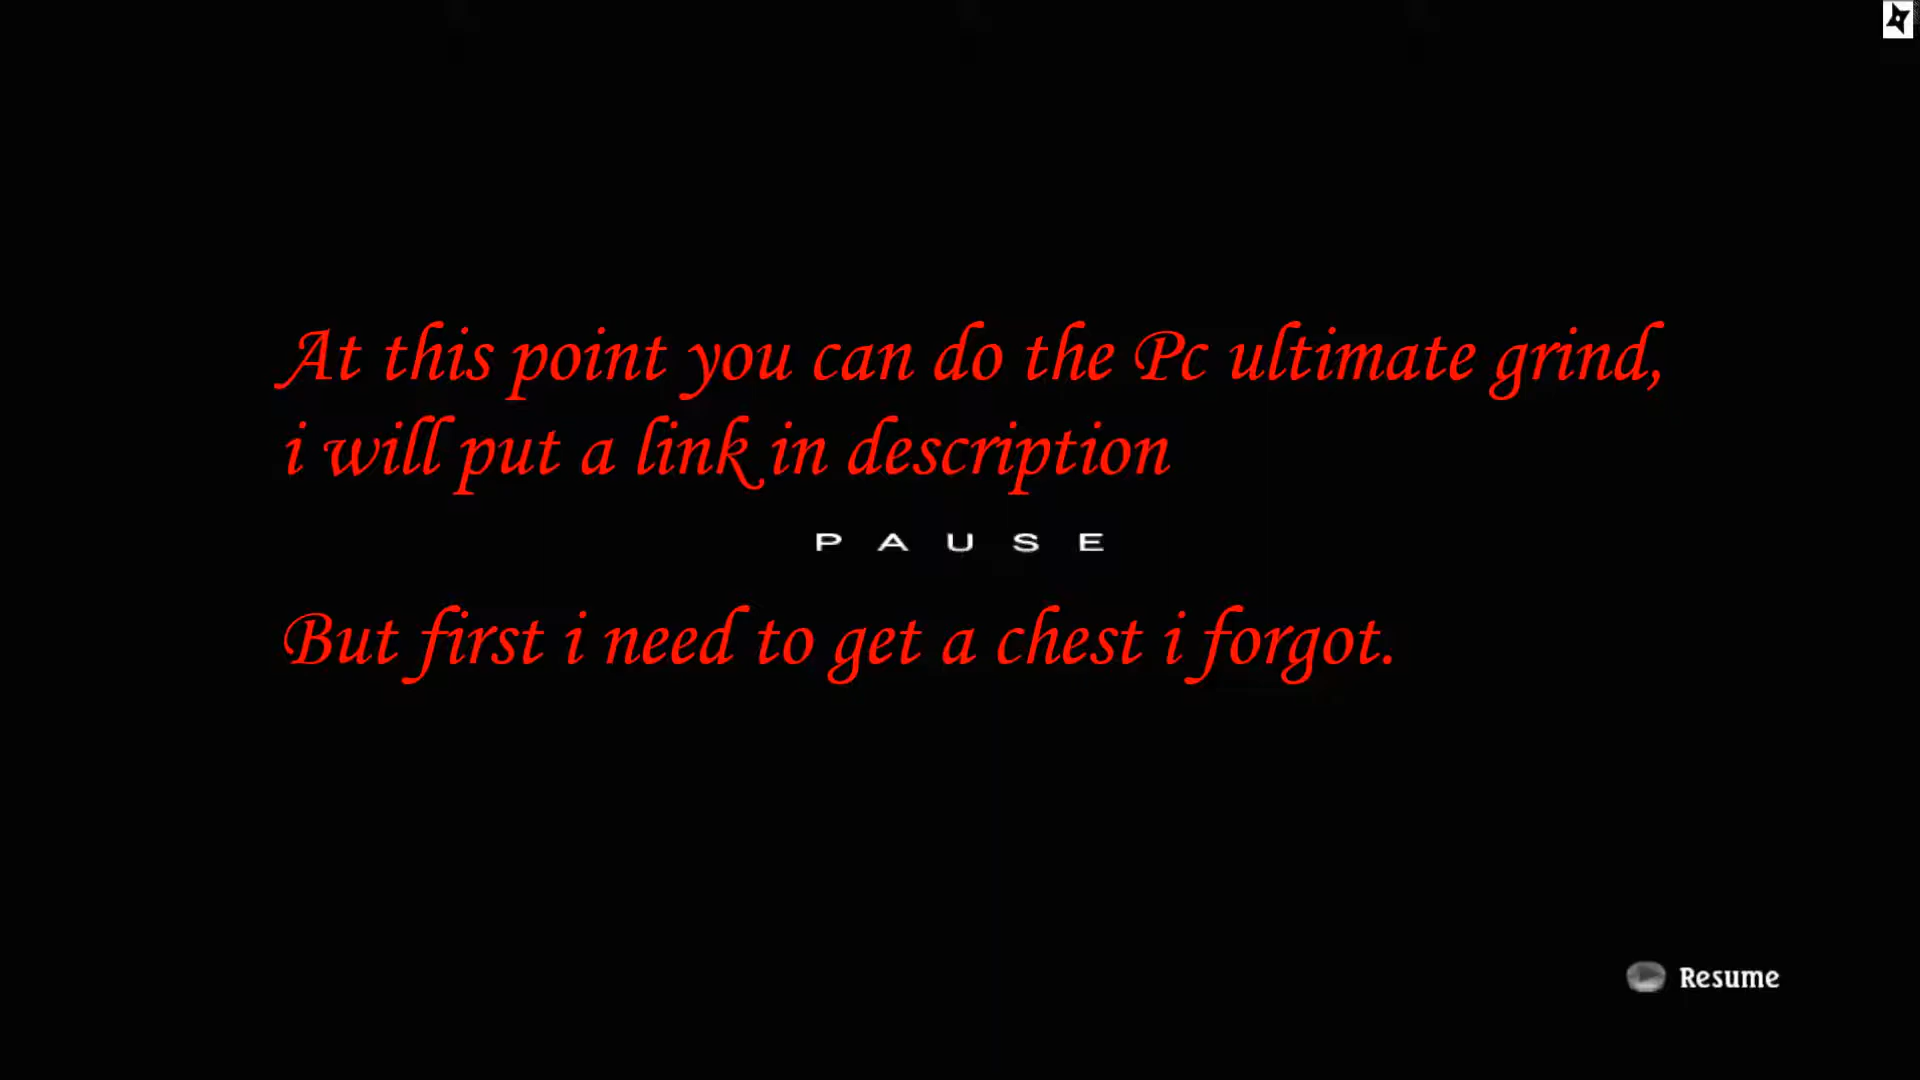 At this point you can do the Pc ultimate grind,
i will put a link in description
PAUSE
But first i need to get a chest i forgot.
Resume